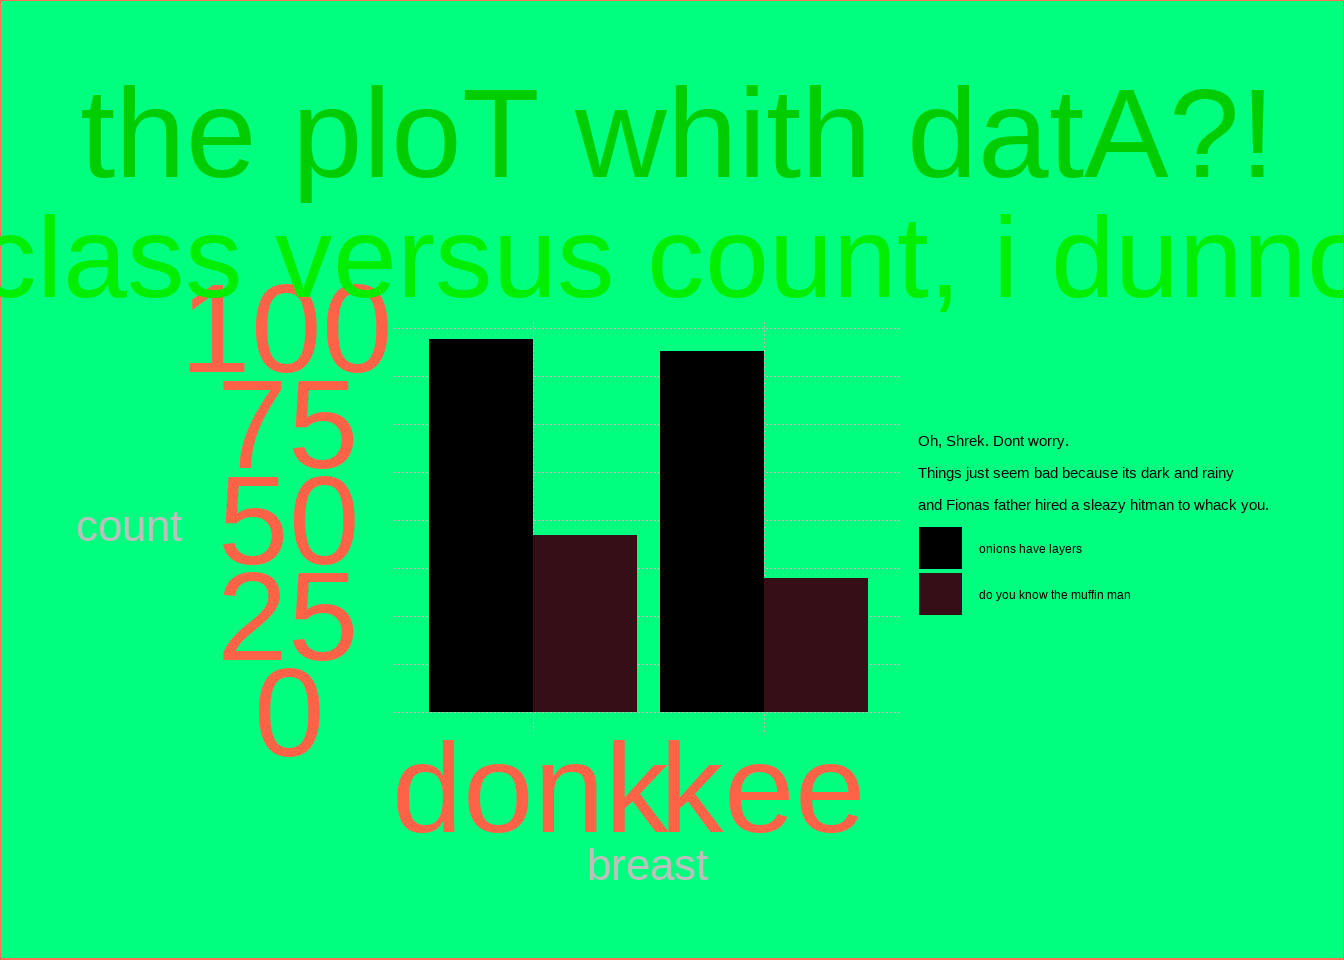 the ploT whith datA?!
class versus count, i dunno
100
75
50
25
0
count
donk
kee
breast
Oh, Shrek. Dont worry.
Things just seem bad because its dark and rainy
and Fionas father hired a sleazy hitman to whack you.
onions have layers
do you know the muffin man